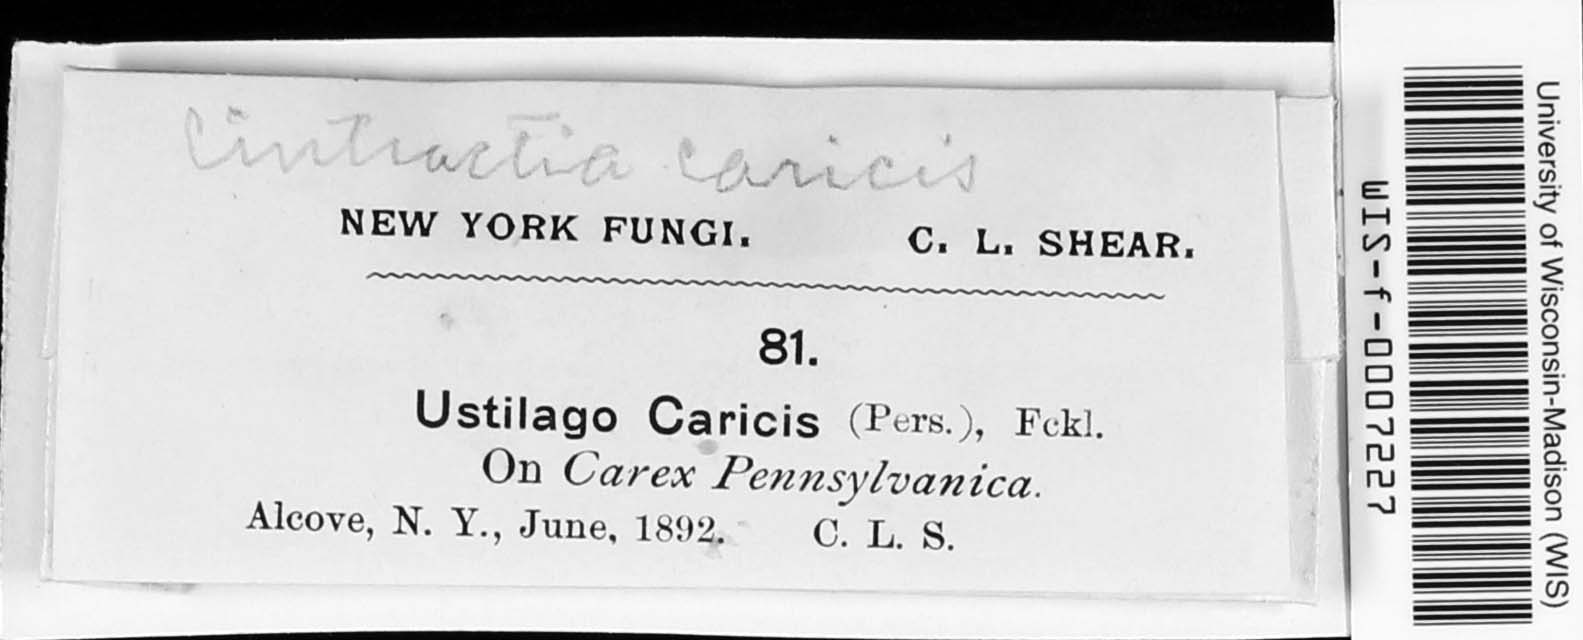 Cintractia caricis
NEW YORK FUNGI. C. L. SHEAR.
81.
Ustilago Caricis (Pers.), Fckl.
On Carex Pennsylvanica.
Alcove, N. Y., June, 1892. C. L. S.
WIS-f-0007227
University of Wisconsin-Madison (WIS)